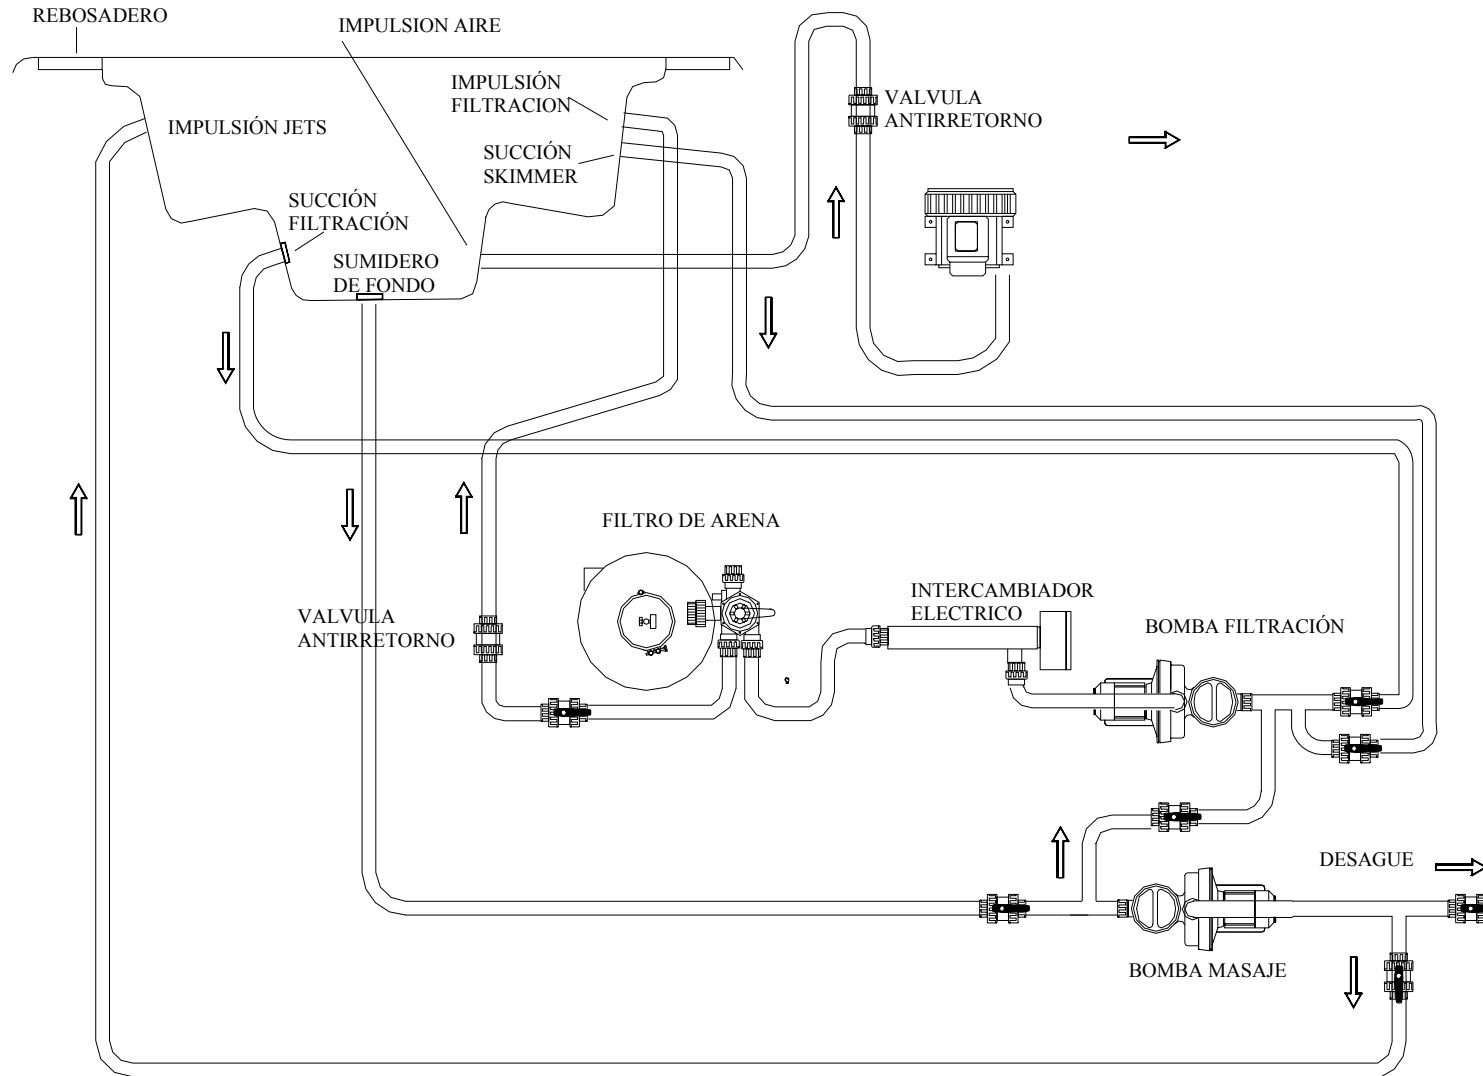 REBOSADERO
IMPULSION AIRE
IMPULSIÓN
FILTRACION
VALVULA
ANTIRRETORNO
IMPULSIÓN JETS
SUCCIÓN
SKIMMER
SUCCIÓN
FILTRACIÓN
SUMIDERO
DE FONDO
FILTRO DE ARENA
VALVULA
ANTIRRETORNO
INTERCAMBIADOR
ELECTRICO
BOMBA FILTRACIÓN
DESAGUE
BOMBA MASAJE